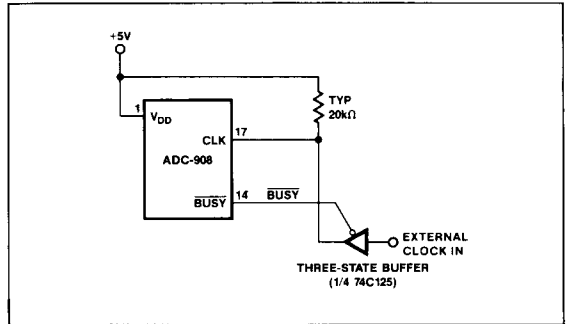 +5V
TYP
20kΩ
1
VDD
CLK
17
ADC-908
BUSY
14
BUSY
EXTERNAL
CLOCK IN
THREE-STATE BUFFER
(1/4 74C125)